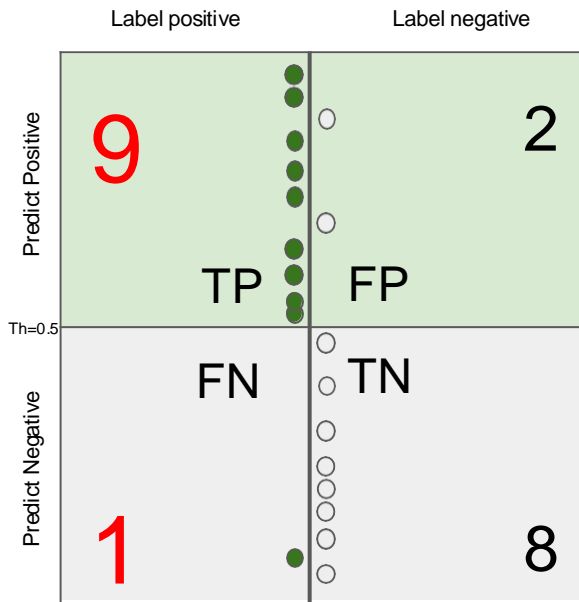 Label positive
Label negative
Predict Positive
9
2
TP
FP
Th=0.5
FN
TN
Predict Negative
1
8